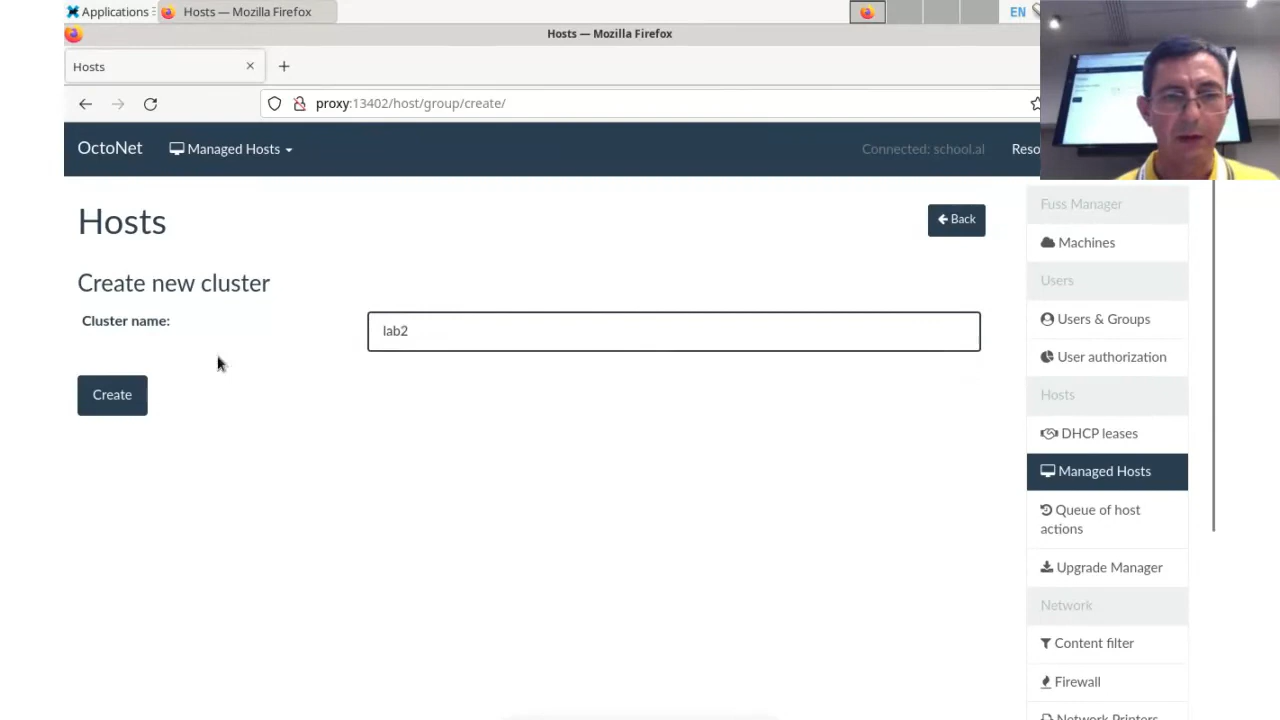 Applications
Hosts — Mozilla Firefox
EN
Hosts — Mozilla Firefox
Hosts
proxy:13402/host/group/create/
OctoNet
Managed Hosts
Connected: school.al
Reso
Hosts
Back
Create new cluster
Cluster name:
lab2
Create
Fuss Manager
Machines
Users
Users & Groups
User authorization
Hosts
DHCP leases
Managed Hosts
Queue of host
actions
Upgrade Manager
Network
Content filter
Firewall
Network Printers